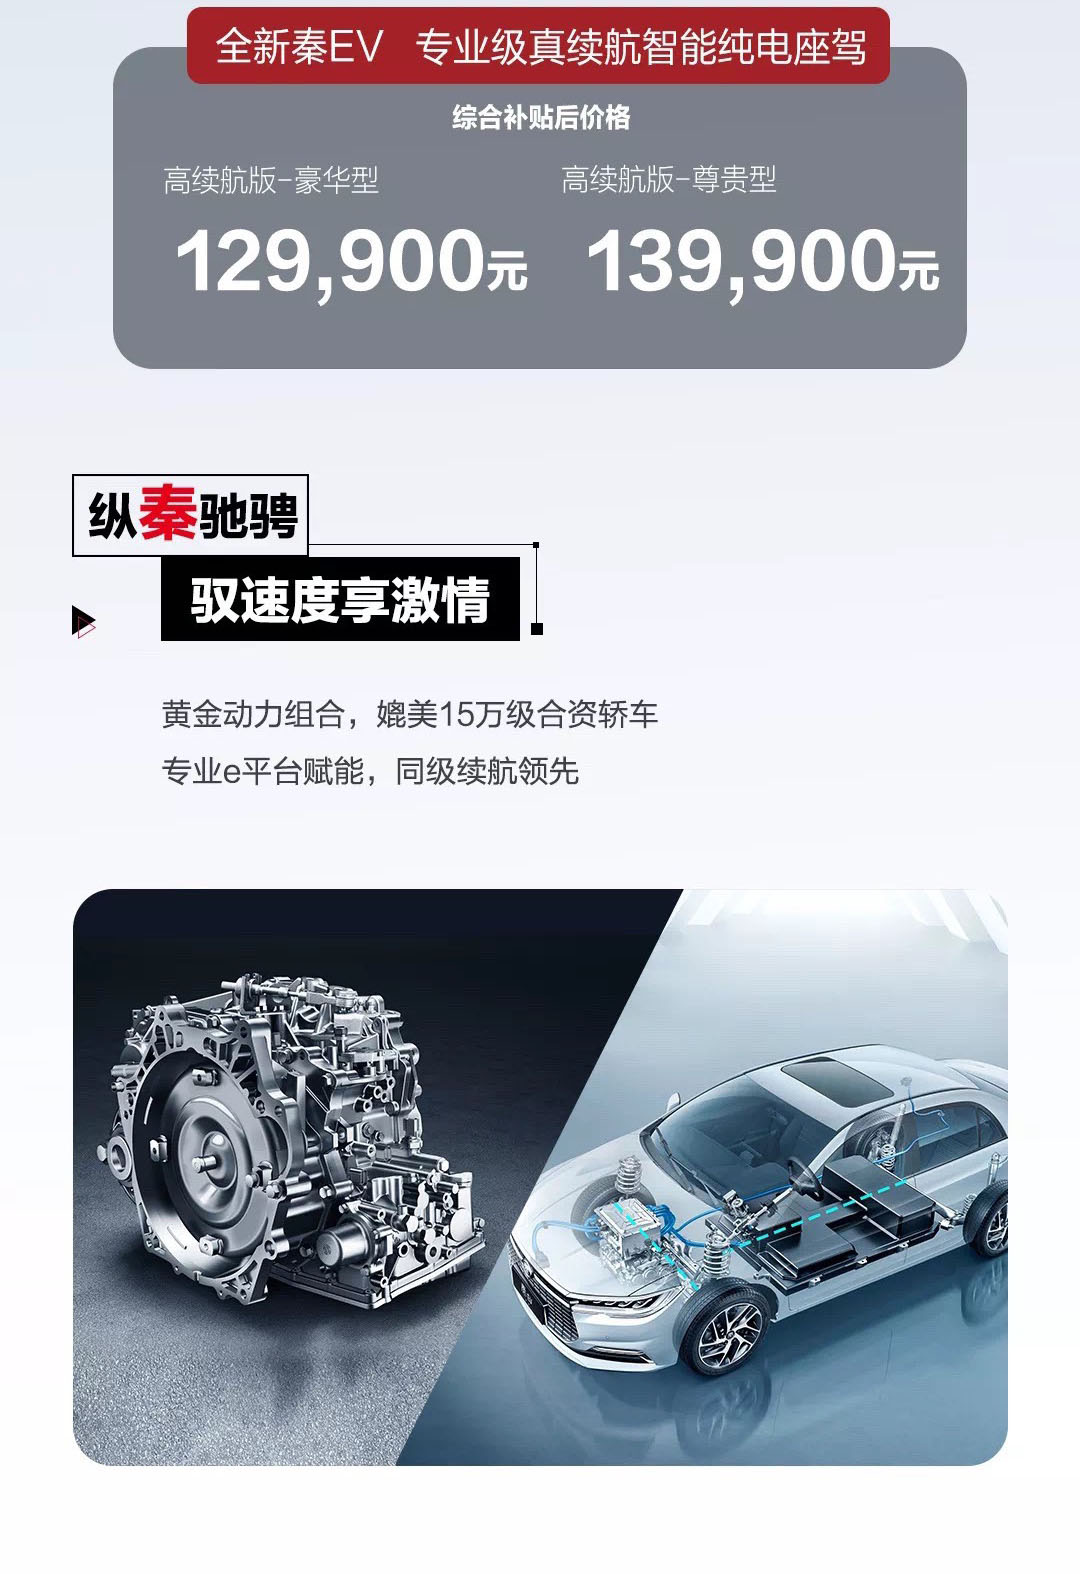 全新秦EV 专业级真续航智能纯电座驾
综合补贴后价格
高续航版-豪华型 高续航版-尊贵型
129,900元 139,900元
纵秦驰骋
驭速度享激情
黄金动力组合，媲美15万级合资轿车
专业e平台赋能，同级续航领先